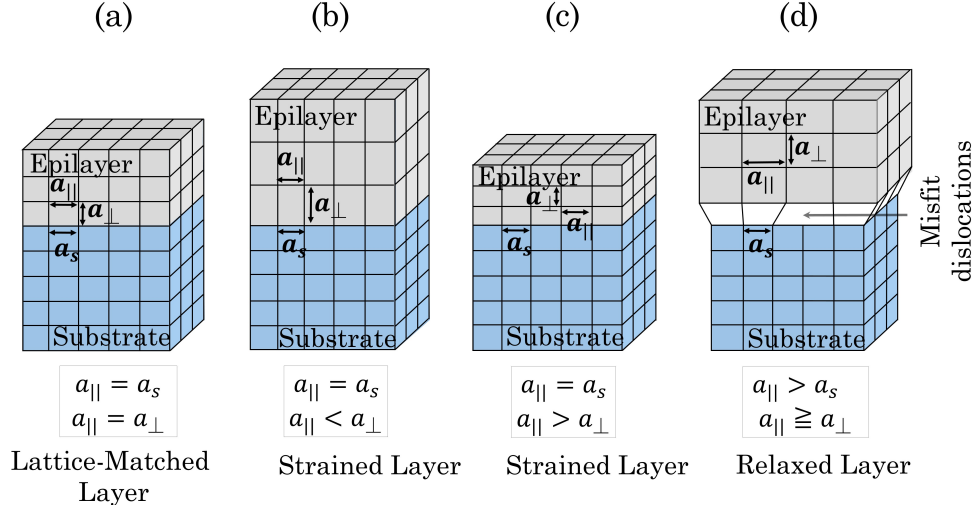 (a)
(b)
(c)
(d)
Epilayer
a||
a⊥
as
Substrate
a|| = as
a|| = a⊥
Lattice-Matched
Layer
Epilayer
a||
a⊥
as
Substrate
a|| = as
a|| < a⊥
Strained Layer
Epilayer
a⊥
a||
as
Substrate
a|| = as
a|| > a⊥
Strained Layer
Epilayer
a⊥
a||
as
Substrate
Misfit
dislocations
a|| > as
a|| ≧ a⊥
Relaxed Layer